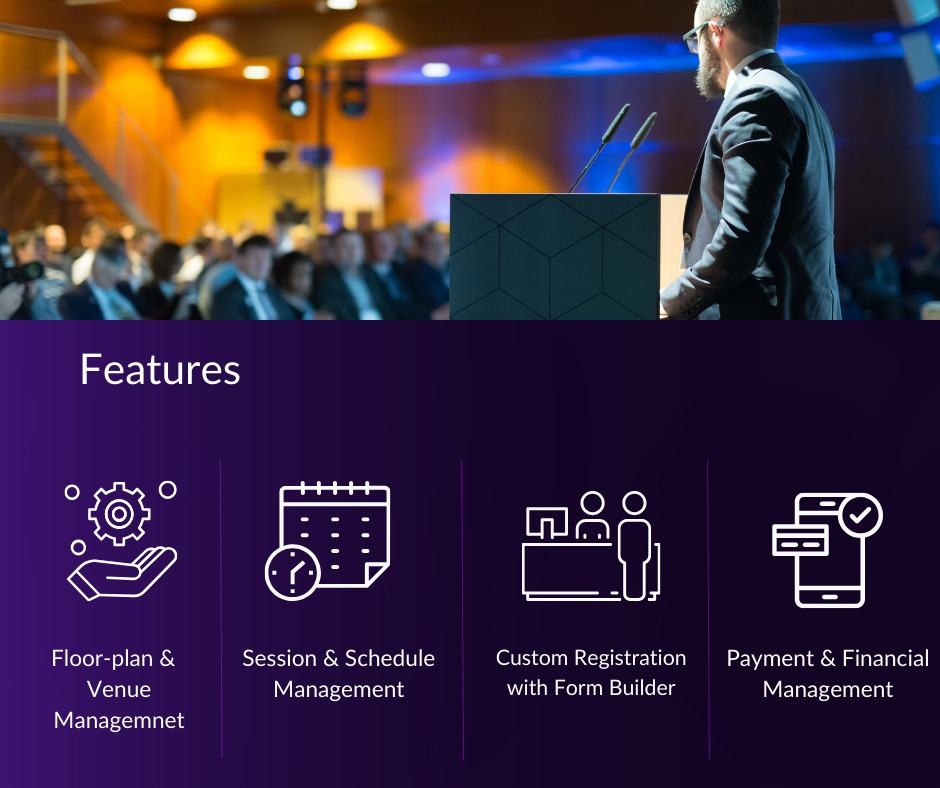 Features
Floor-plan &
Venue
Managemnet
Session & Schedule
Management
Custom Registration
with Form Builder
Payment & Financial
Management